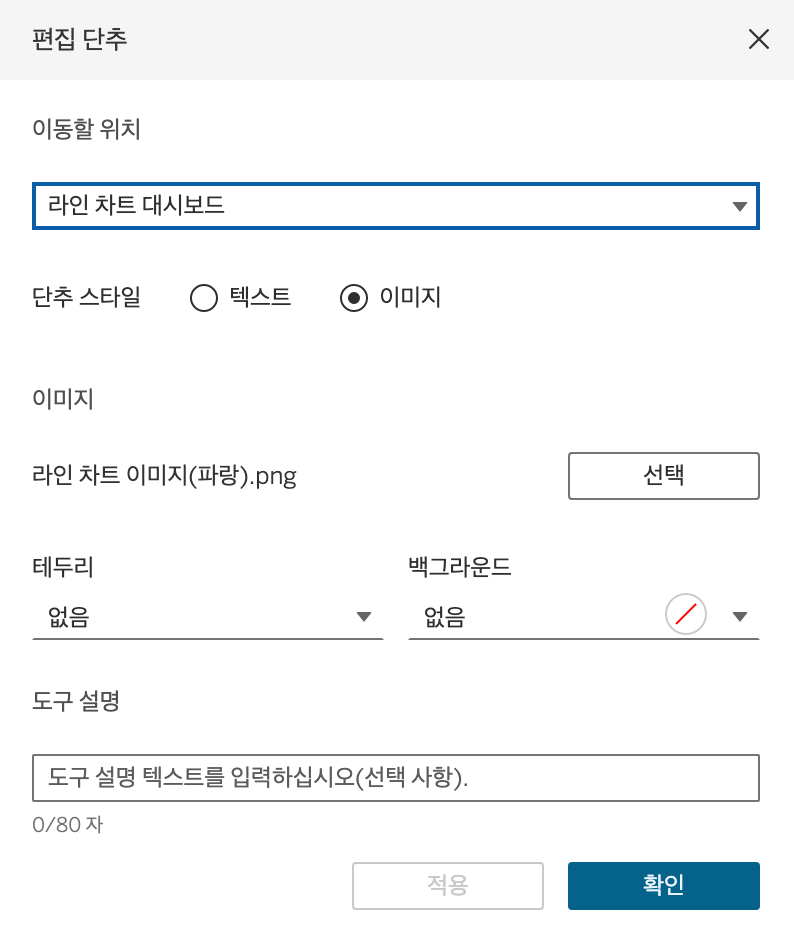 편집 단추
이동할 위치
라인 차트 대시보드
단추 스타일 텍스트 이미지
이미지
라인 차트 이미지(파랑).png 선택
테두리 백그라운드
없음 없음
도구 설명
도구 설명 텍스트를 입력하십시오(선택 사항).
0/80 자
적용 확인